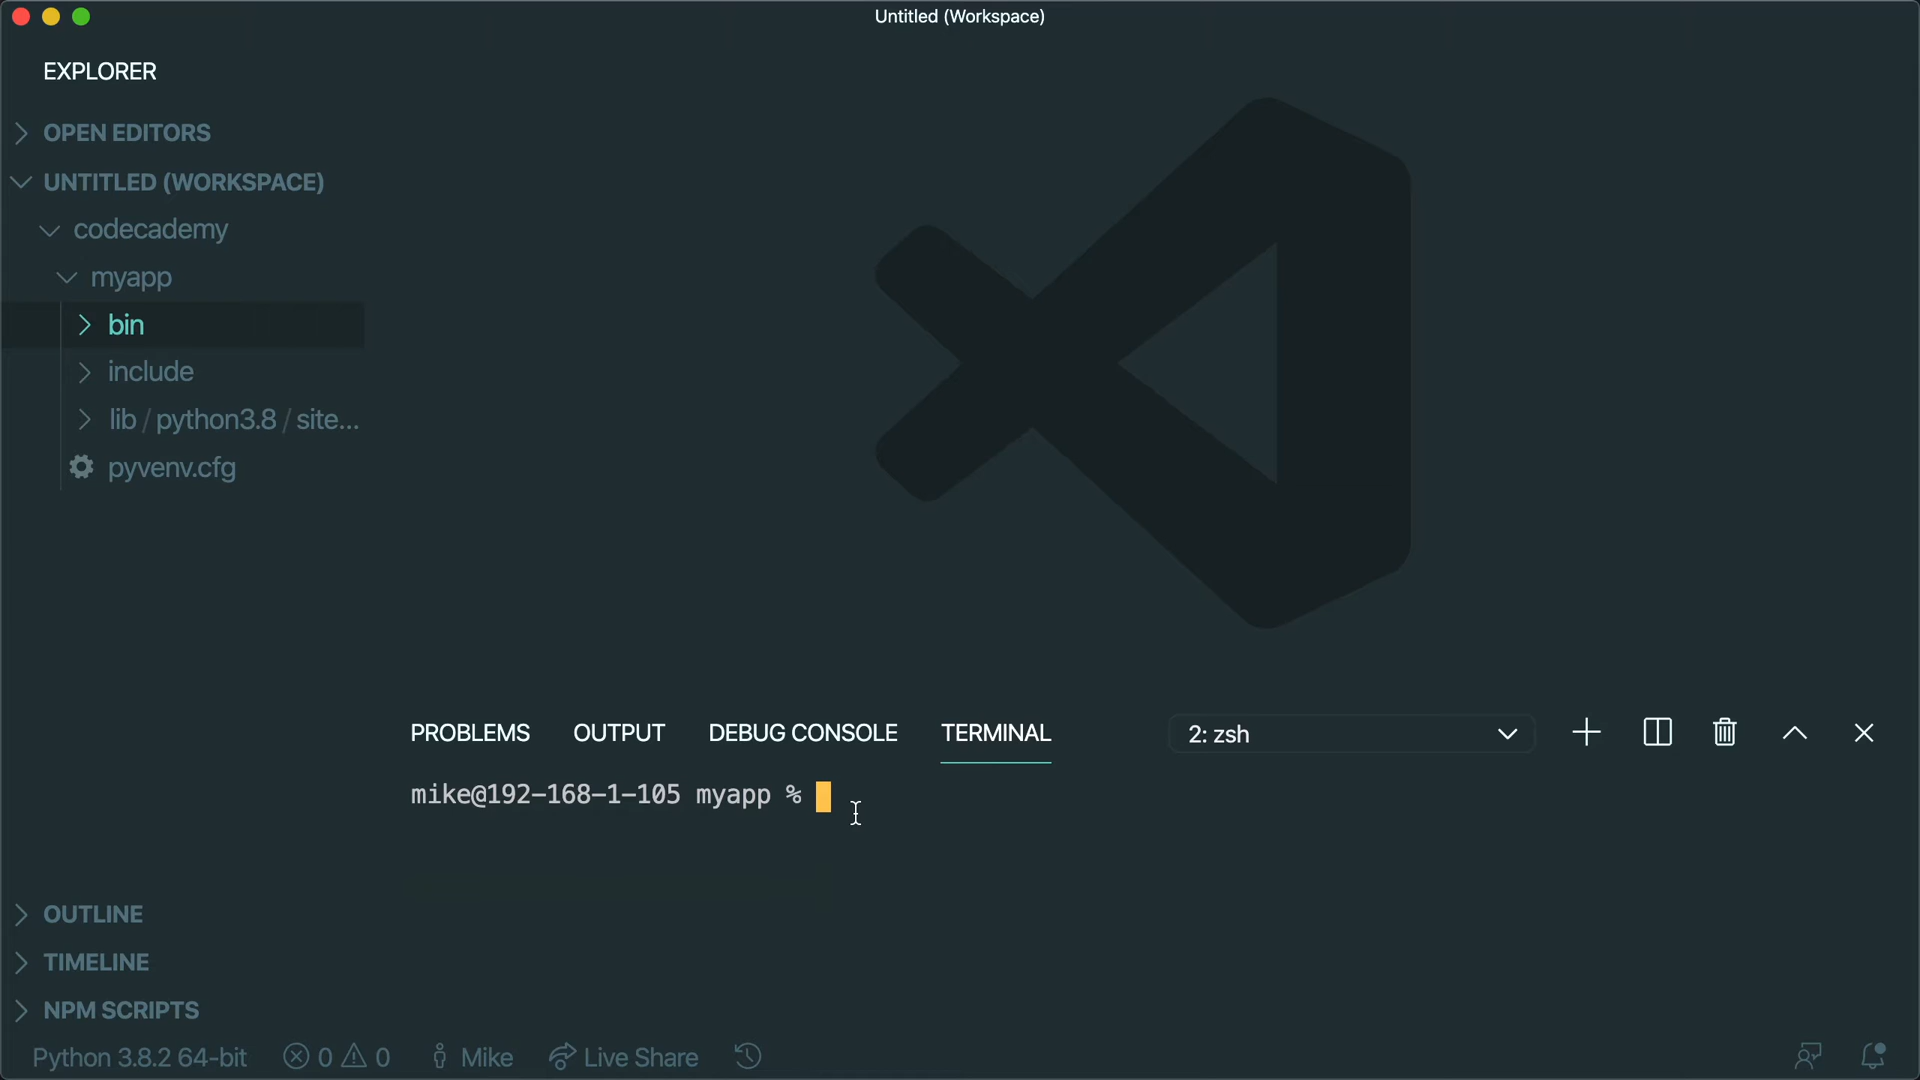 Untitled (Workspace)
EXPLORER
OPEN EDITORS
UNTITLED (WORKSPACE)
codecademy
myapp
bin
include
lib / python3.8 / site...
pyvenv.cfg
PROBLEMS OUTPUT DEBUG CONSOLE TERMINAL 2: zsh
mike@192-168-1-105 myapp %
OUTLINE
TIMELINE
NPM SCRIPTS
Python 3.8.2 64-bit 0 0 Mike Live Share